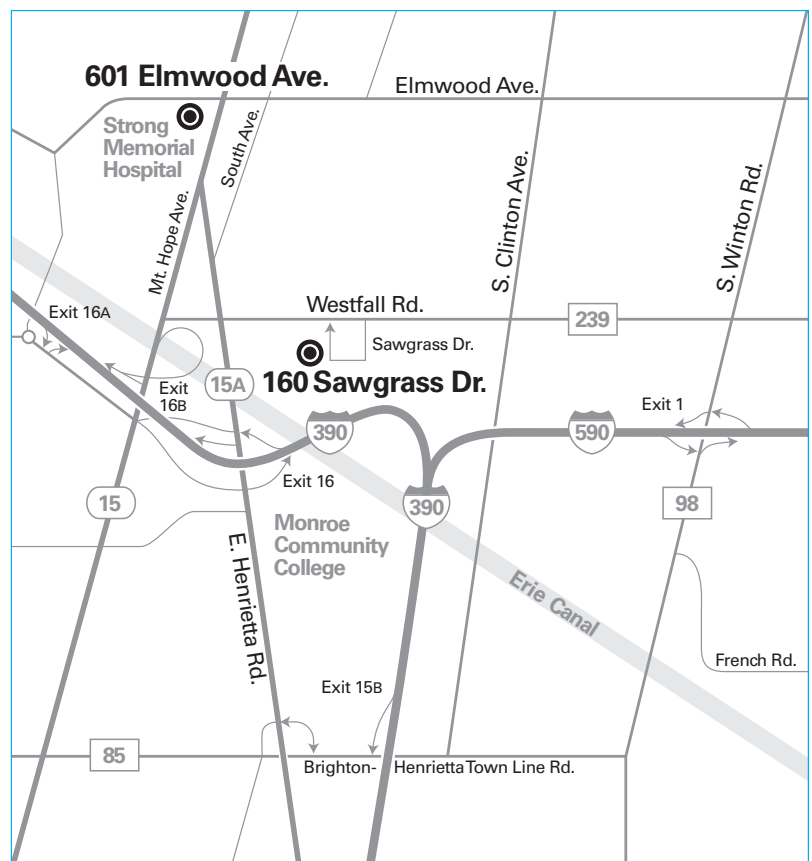 601 Elmwood Ave.
Elmwood Ave.
Strong
Memorial
Hospital
South Ave.
Mt. Hope Ave.
S. Clinton Ave.
S. Winton Rd.
Westfall Rd.
239
Exit 16A
Sawgrass Dr.
160 Sawgrass Dr.
Exit
16B
15A
390
590
Exit 1
Exit 16
15
390
98
Monroe
Community
College
E. Henrietta Rd.
Erie Canal
French Rd.
Exit 15B
85
Brighton- Henrietta Town Line Rd.